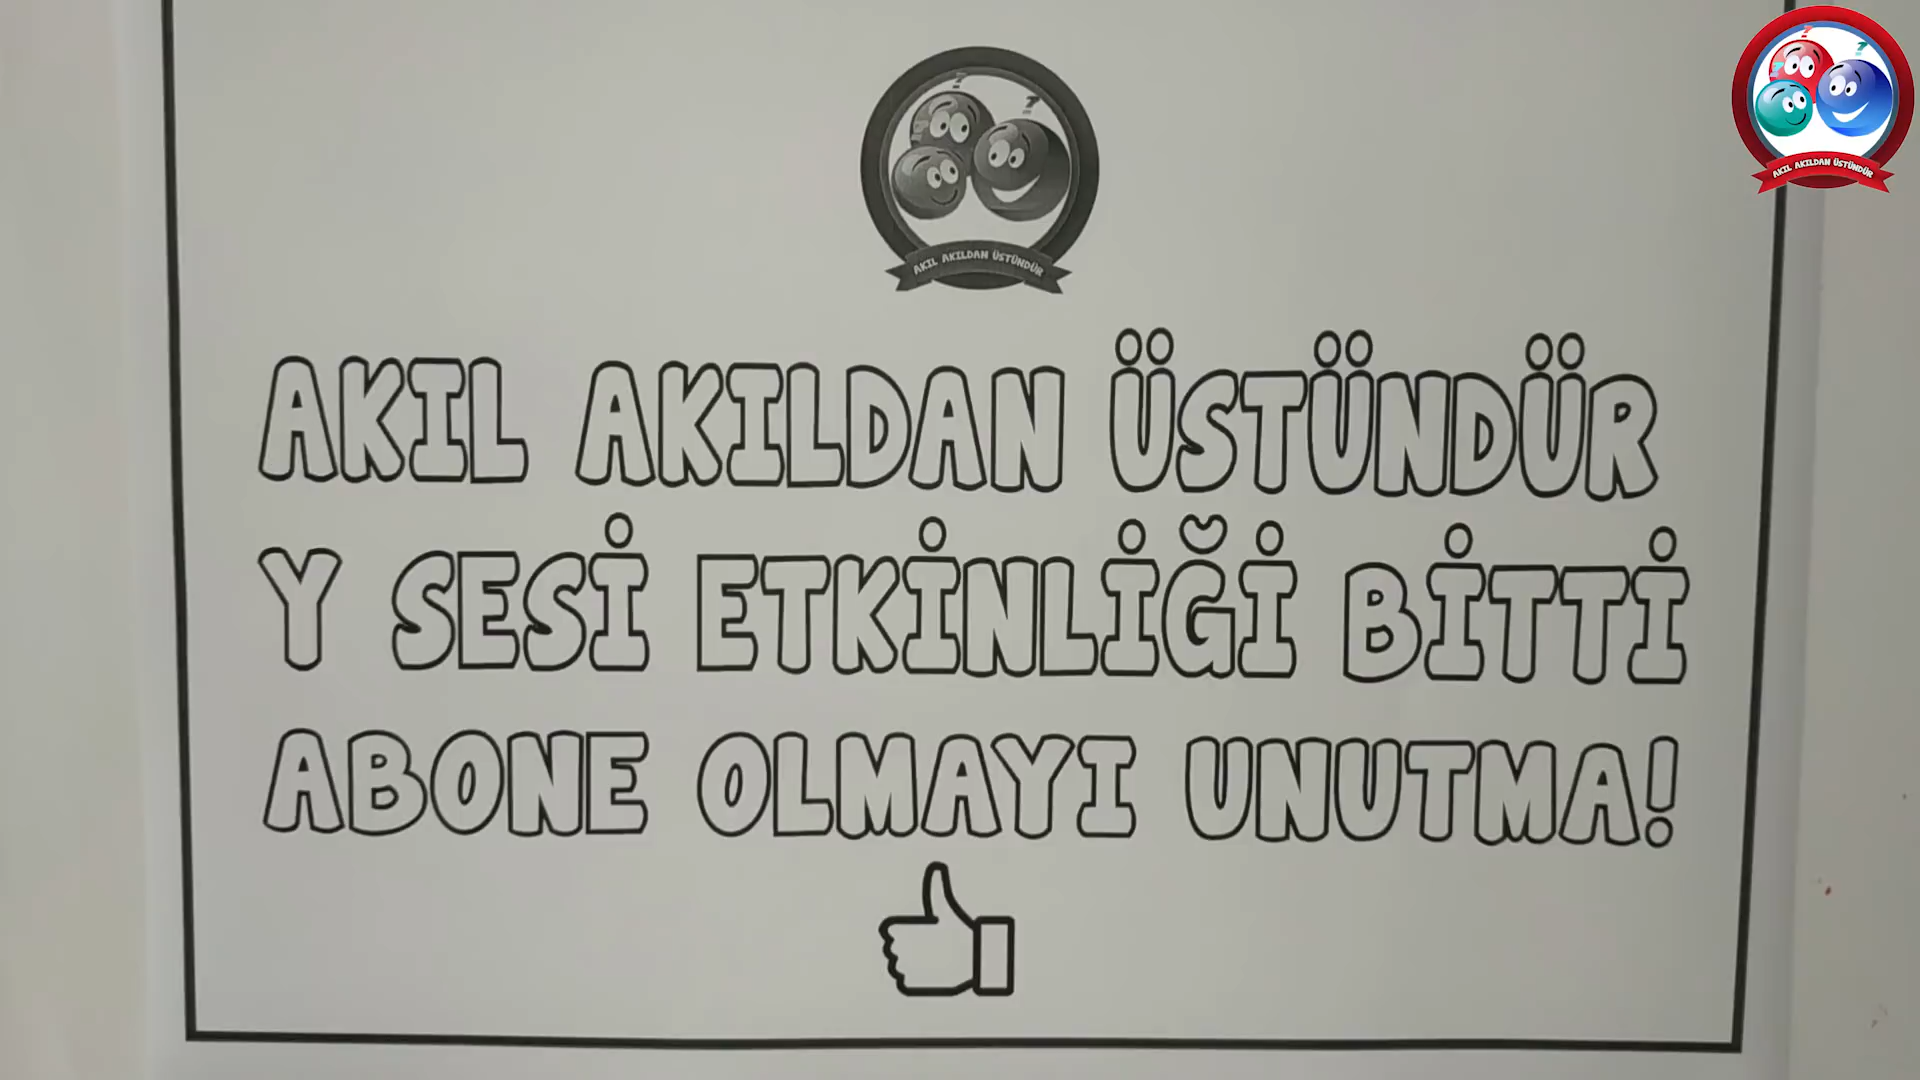 AKIL AKILDAN ÜSTÜNDÜR
AKIL AKILDAN ÜSTÜNDÜR
AKIL AKILDAN ÜSTÜNDÜR
Y SESİ ETKİNLİĞİ BİTTİ
ABONE OLMAYI UNUTMA!